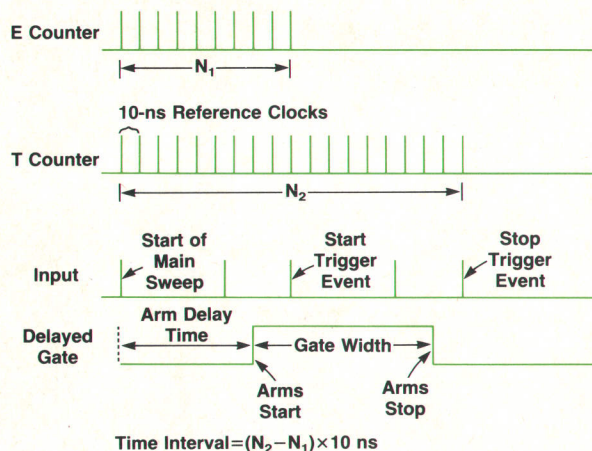 E Counter
N1
10-ns Reference Clocks
T Counter
N2
Input
Start of
Main
Sweep
Start
Trigger
Event
Stop
Trigger
Event
Delayed
Gate
Arm Delay
Time
Gate Width
Arms
Start
Arms
Stop
Time Interval=(N2−N1)×10 ns